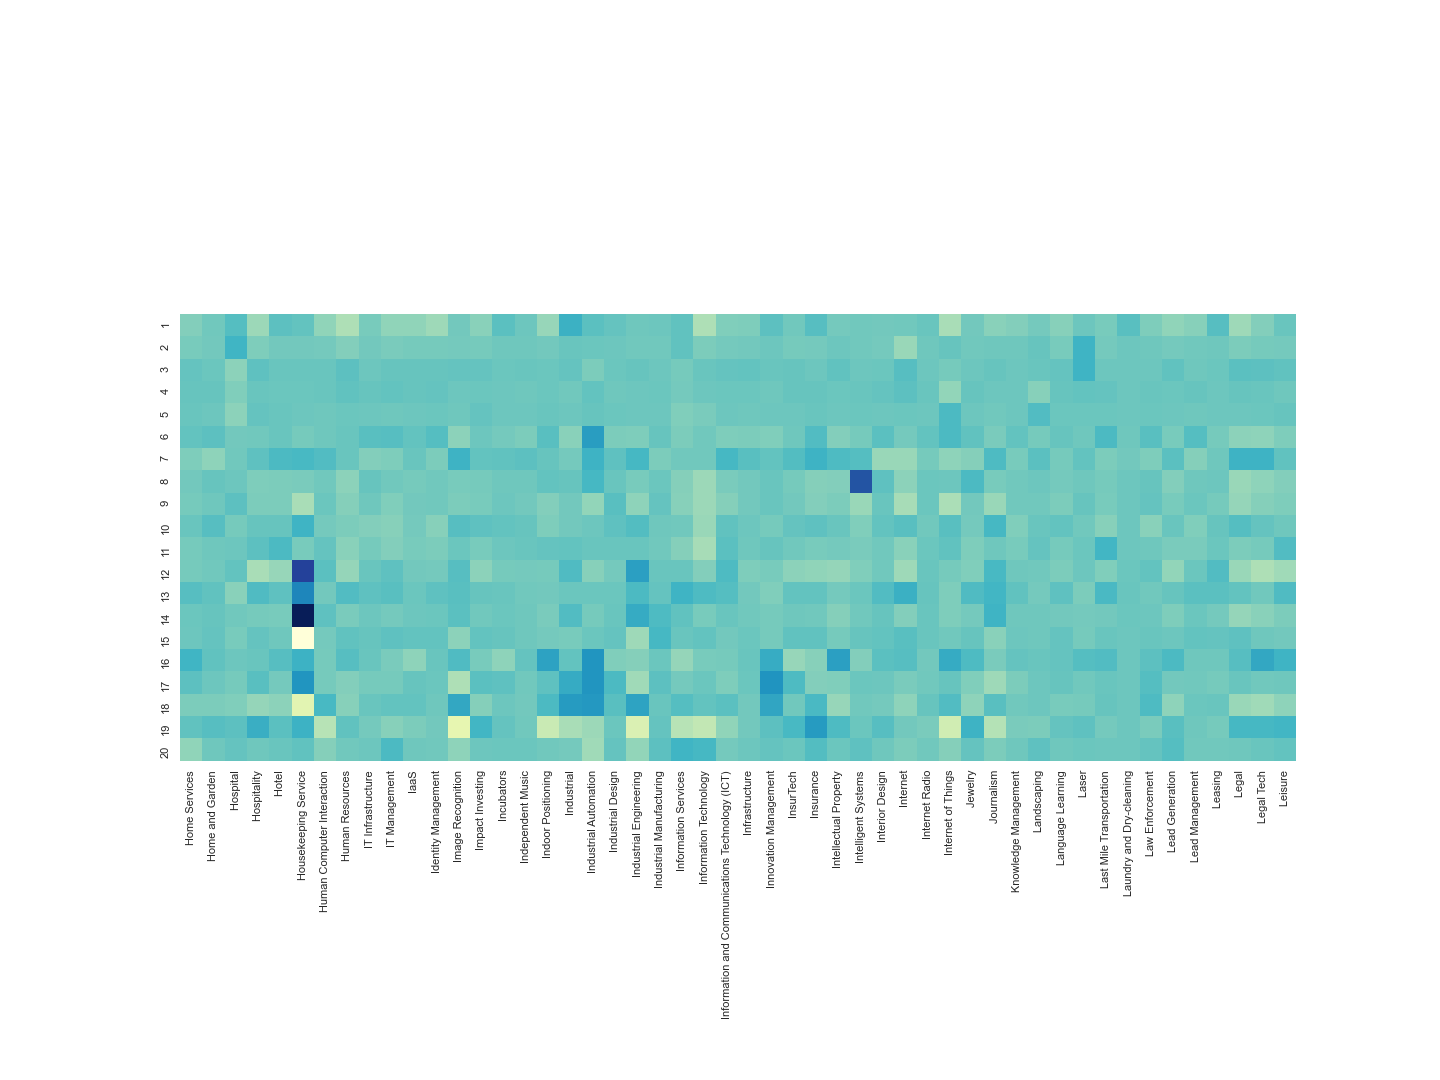 1
2
3
4
5
6
7
8
9
10
11
12
13
14
15
16
17
18
19
20
Home Services
Home and Garden
Hospital
Hospitality
Hotel
Housekeeping Service
Human Computer Interaction
Human Resources
IT Infrastructure
IT Management
IaaS
Identity Management
Image Recognition
Impact Investing
Incubators
Independent Music
Indoor Positioning
Industrial
Industrial Automation
Industrial Design
Industrial Engineering
Industrial Manufacturing
Information Services
Information Technology
Information and Communications Technology (ICT)
Infrastructure
Innovation Management
InsurTech
Insurance
Intellectual Property
Intelligent Systems
Interior Design
Internet
Internet Radio
Internet of Things
Jewelry
Journalism
Knowledge Management
Landscaping
Language Learning
Laser
Last Mile Transportation
Laundry and Dry-cleaning
Law Enforcement
Lead Generation
Lead Management
Leasing
Legal
Legal Tech
Leisure